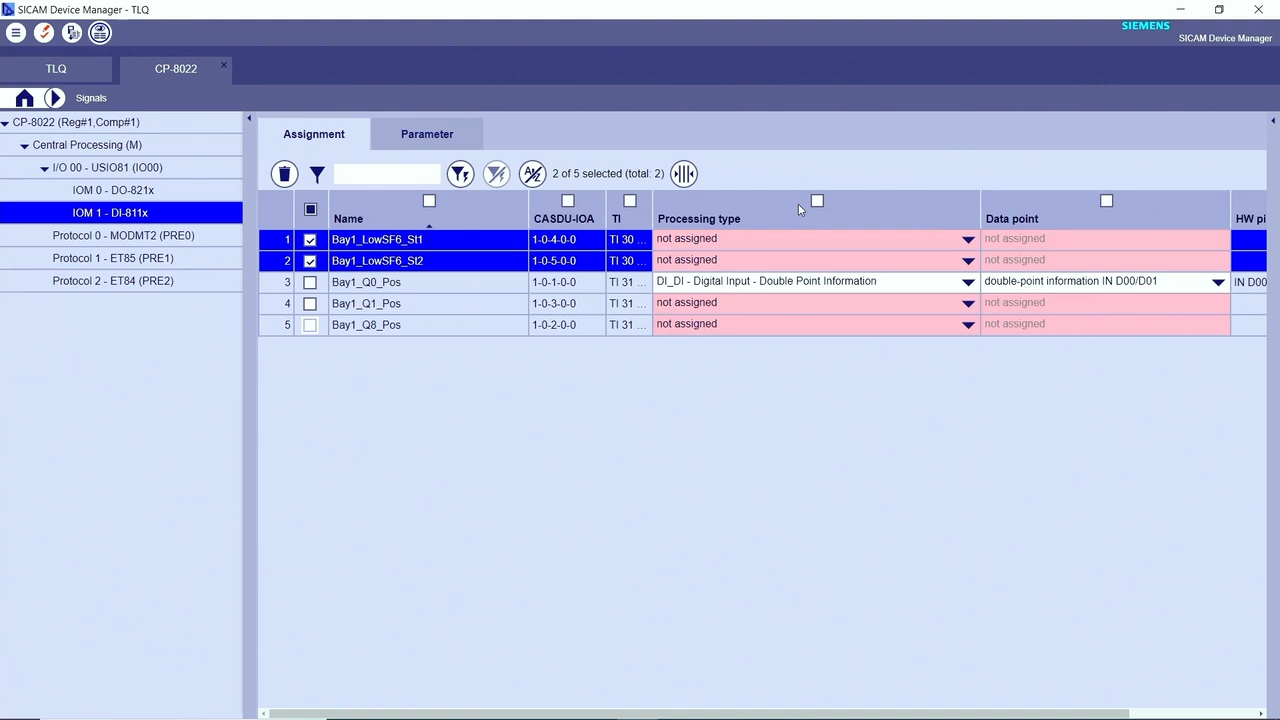 SICAM Device Manager - TLQ
SIEMENS
SICAM Device Manager
TLQ
CP-8022
Signals
CP-8022 (Reg#1,Comp#1)
Central Processing (M)
I/O 00 - USIO81 (IO00)
IOM 0 - DO-821x
IOM 1 - DI-811x
Protocol 0 - MODMT2 (PRE0)
Protocol 1 - ET85 (PRE1)
Protocol 2 - ET84 (PRE2)
Assignment Parameter
2 of 5 selected (total: 2)
Name CASDU-IOA TI Processing type Data point HW pi
1 Bay1_LowSF6_St1 1-0-4-0-0 TI 30 ... not assigned not assigned
2 Bay1_LowSF6_St2 1-0-5-0-0 TI 30 ... not assigned not assigned
3 Bay1_Q0_Pos 1-0-1-0-0 TI 31 ... DI_DI - Digital Input - Double Point Information double-point information IN D00/D01 IN D00
4 Bay1_Q1_Pos 1-0-3-0-0 TI 31 ... not assigned not assigned
5 Bay1_Q8_Pos 1-0-2-0-0 TI 31 ... not assigned not assigned